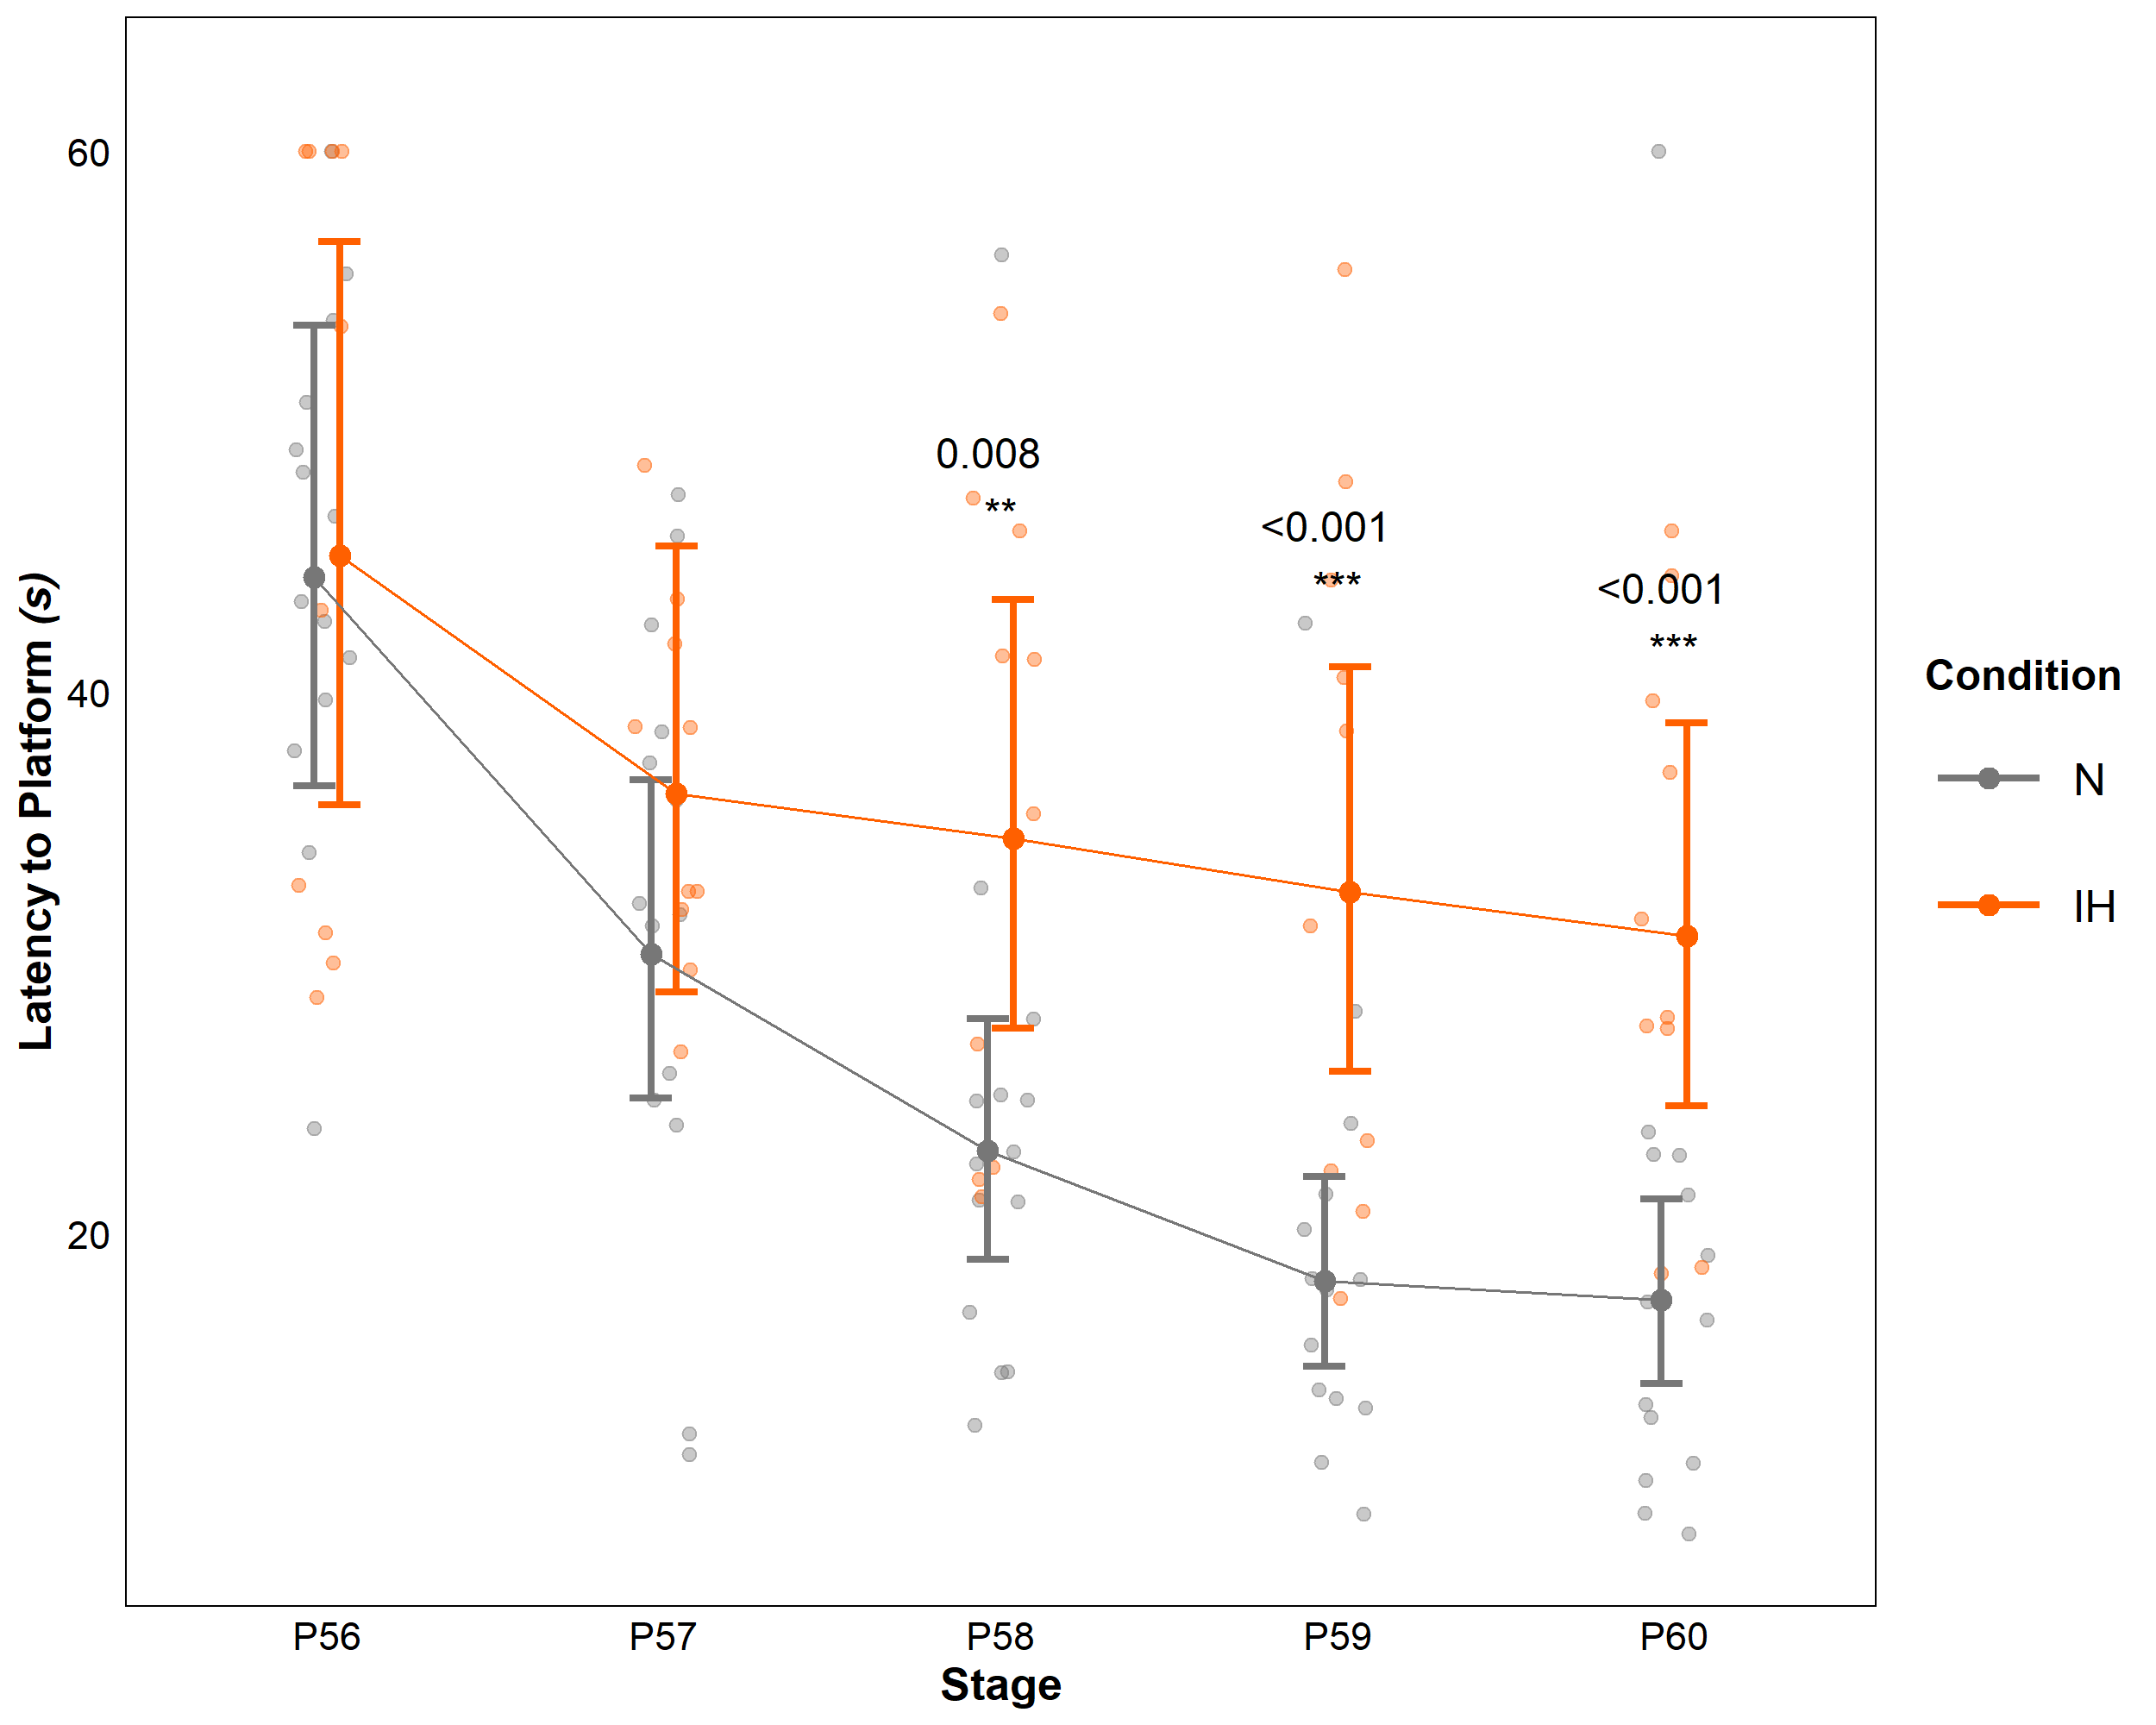 60
40
20
Latency to Platform (s)
0.008
**
<0.001
***
<0.001
***
P56
P57
P58
P59
P60
Stage
Condition
N
IH